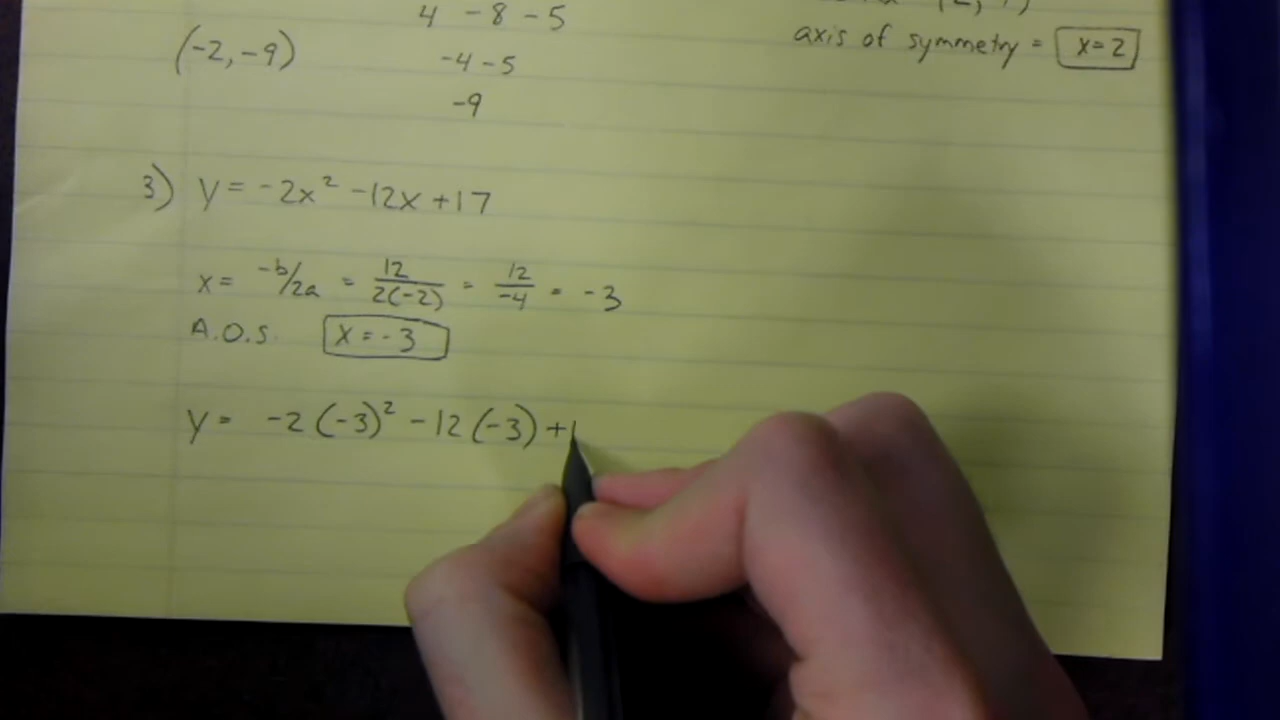 4 - 8 - 5
(-2, -9)
-4 - 5
-9
axis of symmetry = x=2
3) y = -2x² -12x +17
x = -b/2a = 12/2(-2) = 12/-4 = -3
A.O.S. x = -3
y = -2(-3)² -12(-3) +1